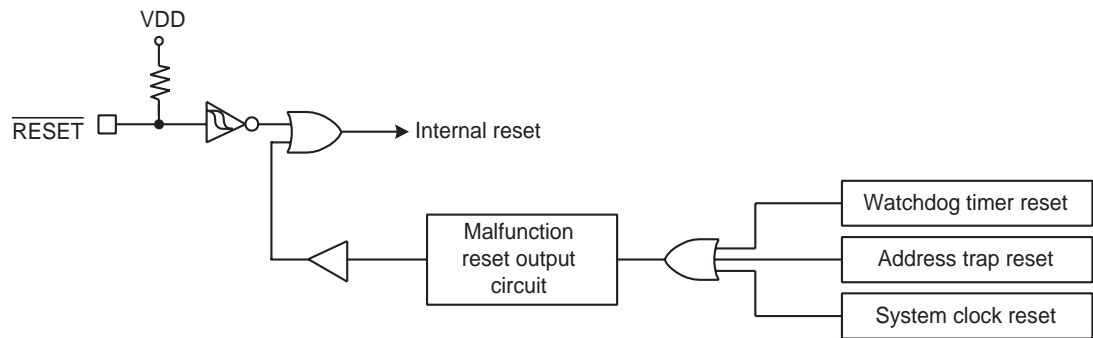 VDD
RESET
Internal reset
Watchdog timer reset
Malfunction
reset output
circuit
Address trap reset
System clock reset